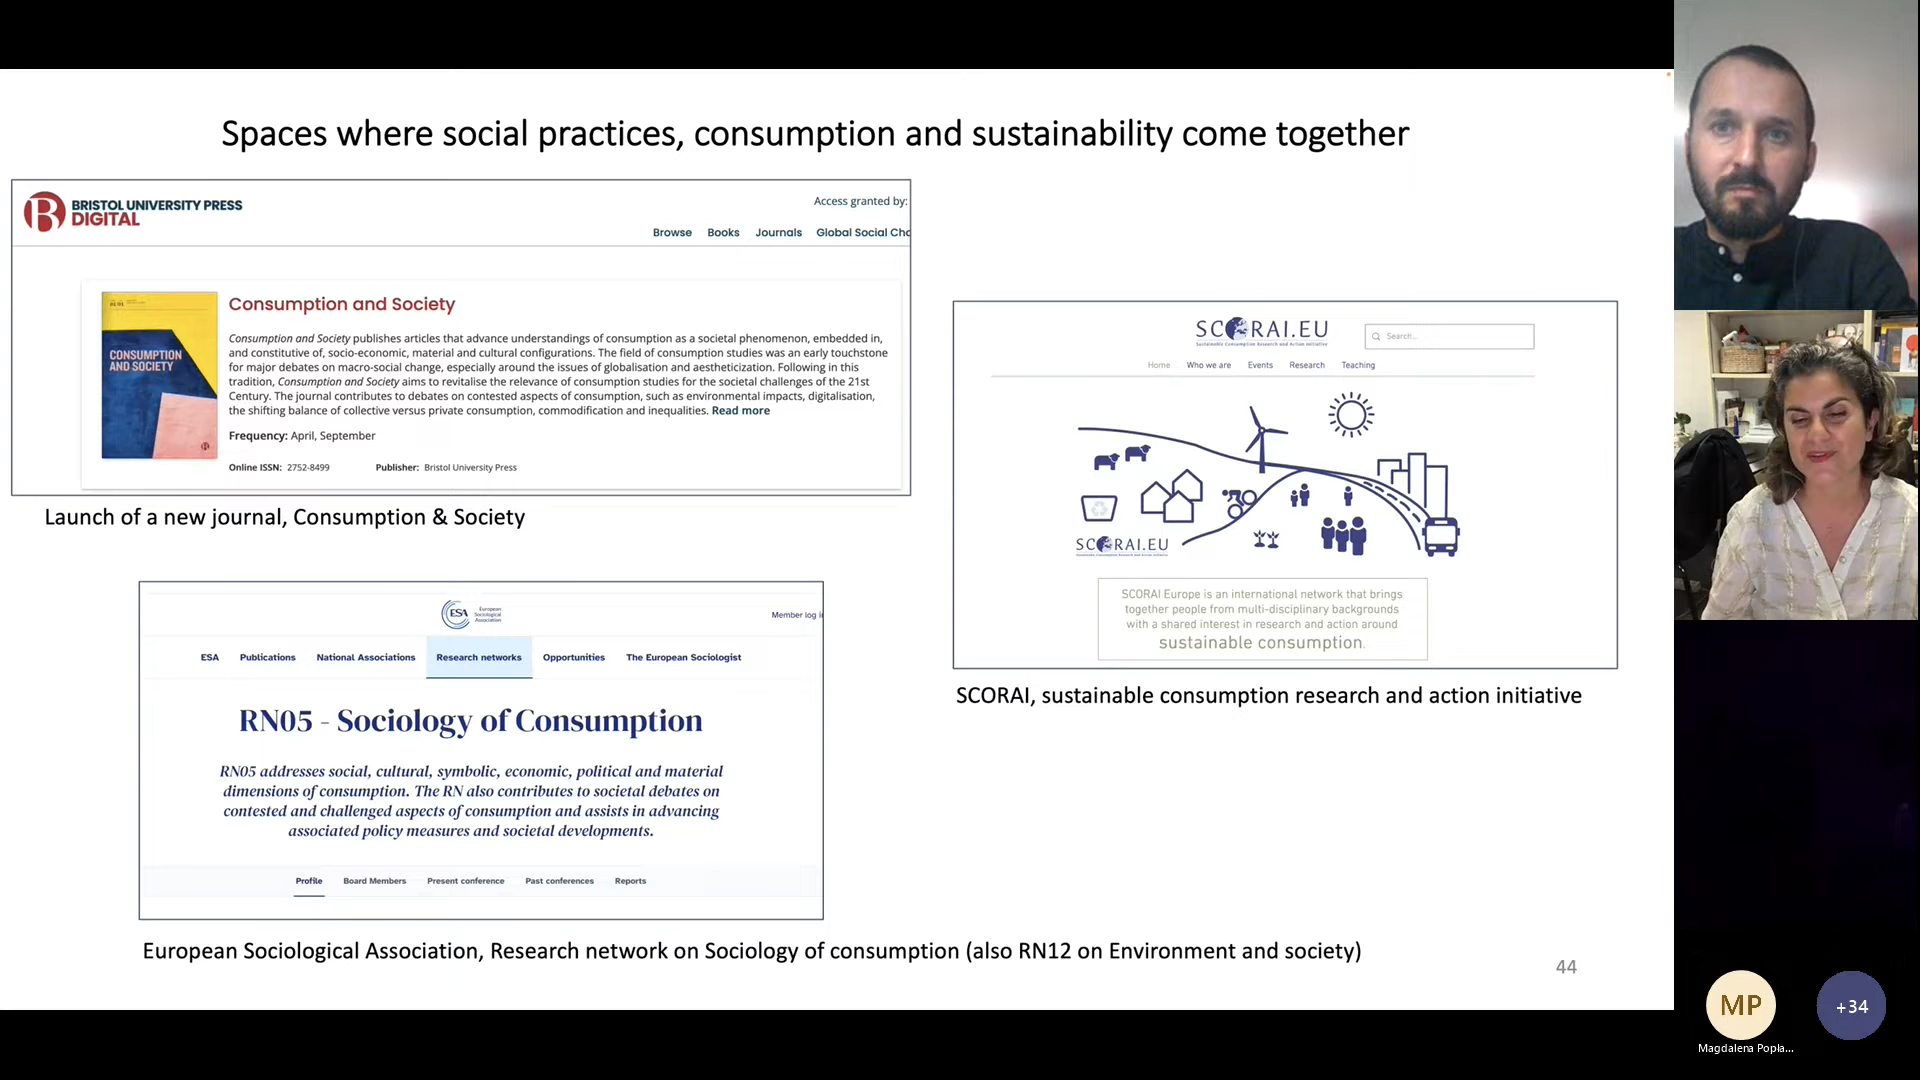 Spaces where social practices, consumption and sustainability come together
BRISTOL UNIVERSITY PRESS
DIGITAL
Access granted by:
Browse Books Journals Global Social Cha
CONSUMPTION
AND SOCIETY
Consumption and Society
Consumption and Society publishes articles that advance understandings of consumption as a societal phenomenon, embedded in,
and constitutive of, socio-economic, material and cultural configurations. The field of consumption studies was an early touchstone
for major debates on macro-social change, especially around the issues of globalisation and aestheticization. Following in this
tradition, Consumption and Society aims to revitalise the relevance of consumption studies for the societal challenges of the 21st
Century. The journal contributes to debates on contested aspects of consumption, such as environmental impacts, digitalisation,
the shifting balance of collective versus private consumption, commodification and inequalities. Read more
Frequency: April, September
Online ISSN: 2752-8499 Publisher: Bristol University Press
Launch of a new journal, Consumption & Society
ESA
European
Sociological
Association
Member log i
ESA Publications National Associations Research networks Opportunities The European Sociologist
RN05 - Sociology of Consumption
RN05 addresses social, cultural, symbolic, economic, political and material
dimensions of consumption. The RN also contributes to societal debates on
contested and challenged aspects of consumption and assists in advancing
associated policy measures and societal developments.
Profile Board Members Present conference Past conferences Reports
European Sociological Association, Research network on Sociology of consumption (also RN12 on Environment and society)
SCORAI.EU
Sustainable Consumption Research and Action Initiative
Search...
Home Who we are Events Research Teaching
SCORAI.EU
SCORAI Europe is an international network that brings
together people from multi-disciplinary backgrounds
with a shared interest in research and action around
sustainable consumption.
SCORAI, sustainable consumption research and action initiative
44
MP
+34
Magdalena Popla...